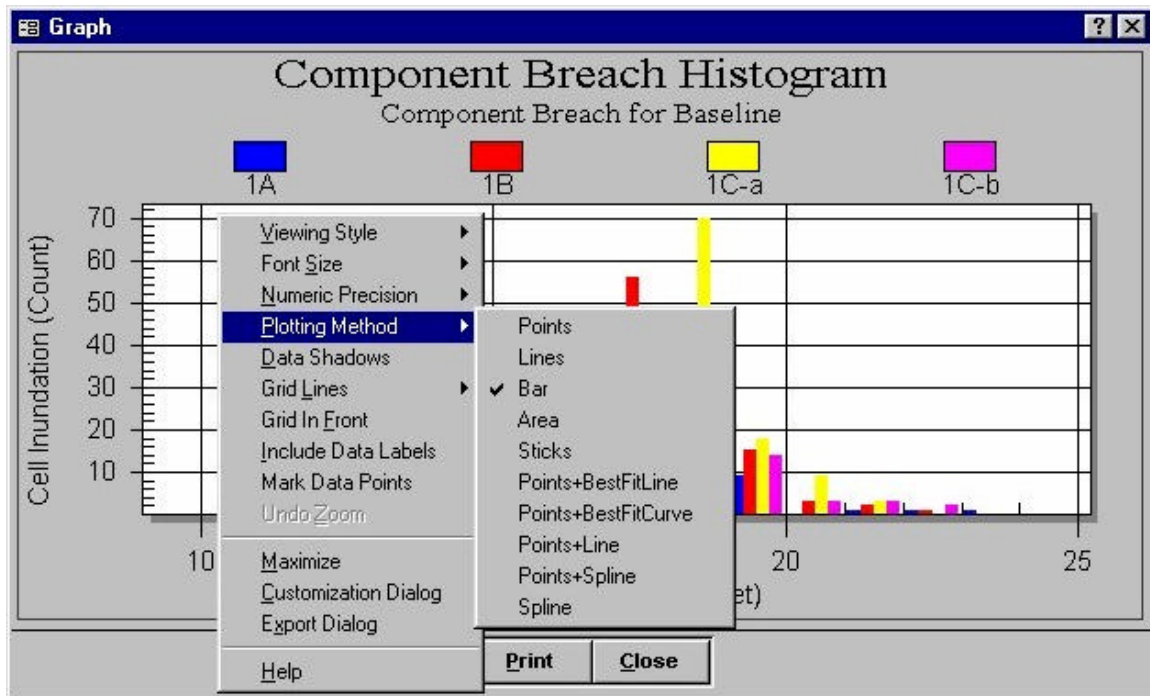 Graph
Component Breach Histogram
Component Breach for Baseline
1A 1B 1C-a 1C-b
Cell Inundation (Count)
70
60
50
40
30
20
10
10 20 25
et)
Viewing Style
Font Size
Numeric Precision
Plotting Method
Data Shadows
Grid Lines
Grid In Front
Include Data Labels
Mark Data Points
Undo Zoom
Maximize
Customization Dialog
Export Dialog
Help
Points
Lines
Bar
Area
Sticks
Points+BestFitLine
Points+BestFitCurve
Points+Line
Points+Spline
Spline
Print Close